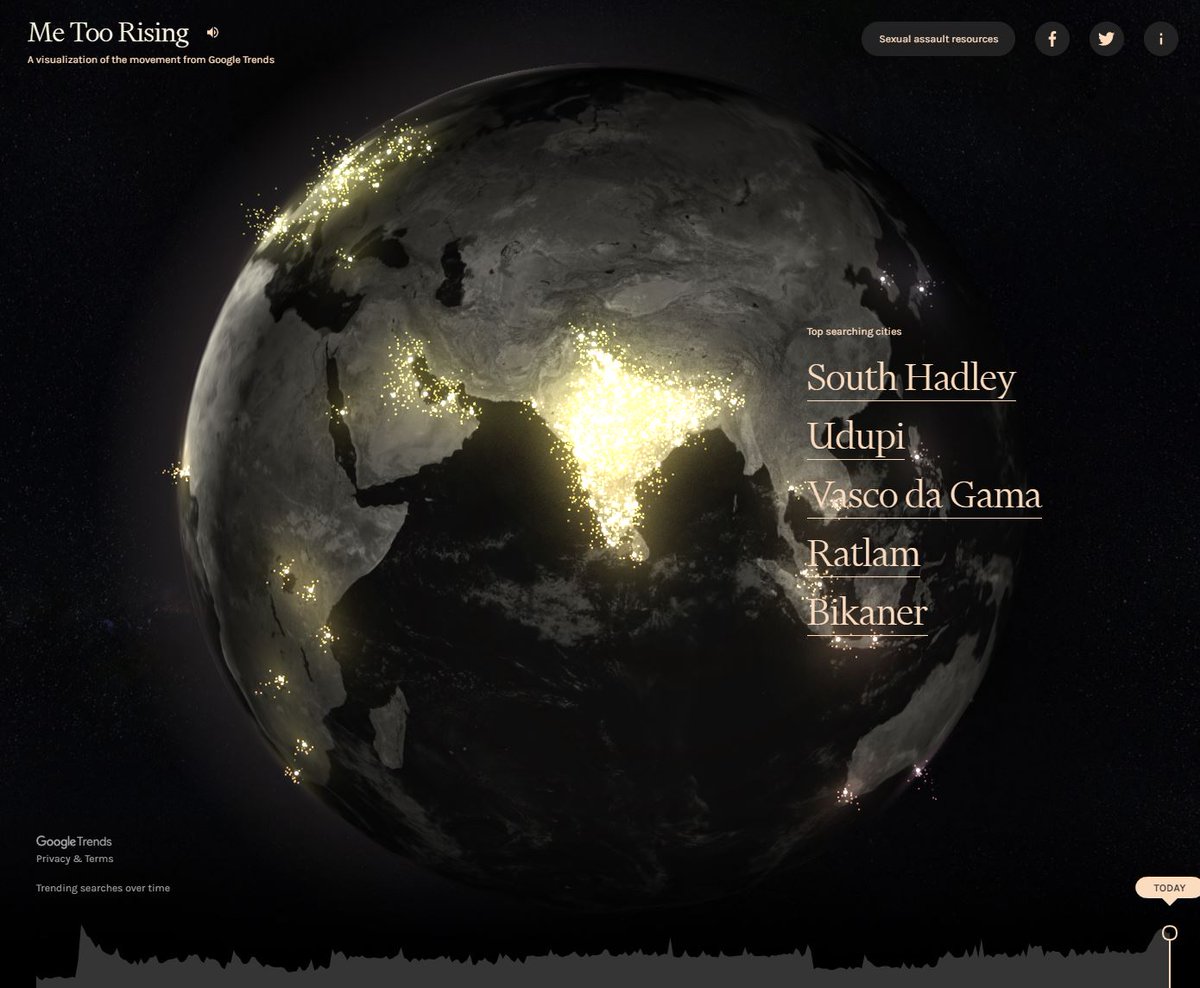 Me Too Rising
A visualization of the movement from Google Trends
Sexual assault resources
Top searching cities
South Hadley
Udupi
Vasco da Gama
Ratlam
Bikaner
Google Trends
Privacy & Terms
Trending searches over time
TODAY